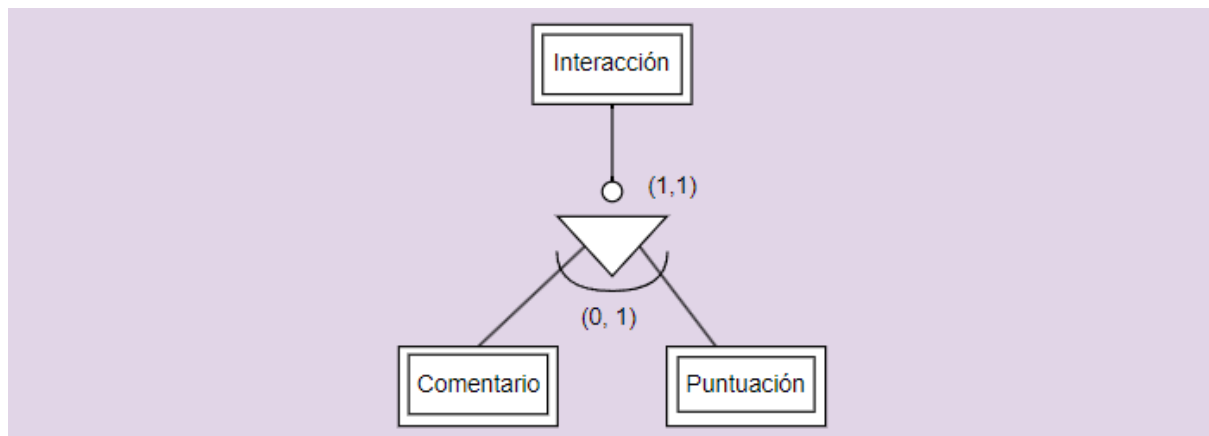 Interacción
(1,1)
(0, 1)
Comentario
Puntuación